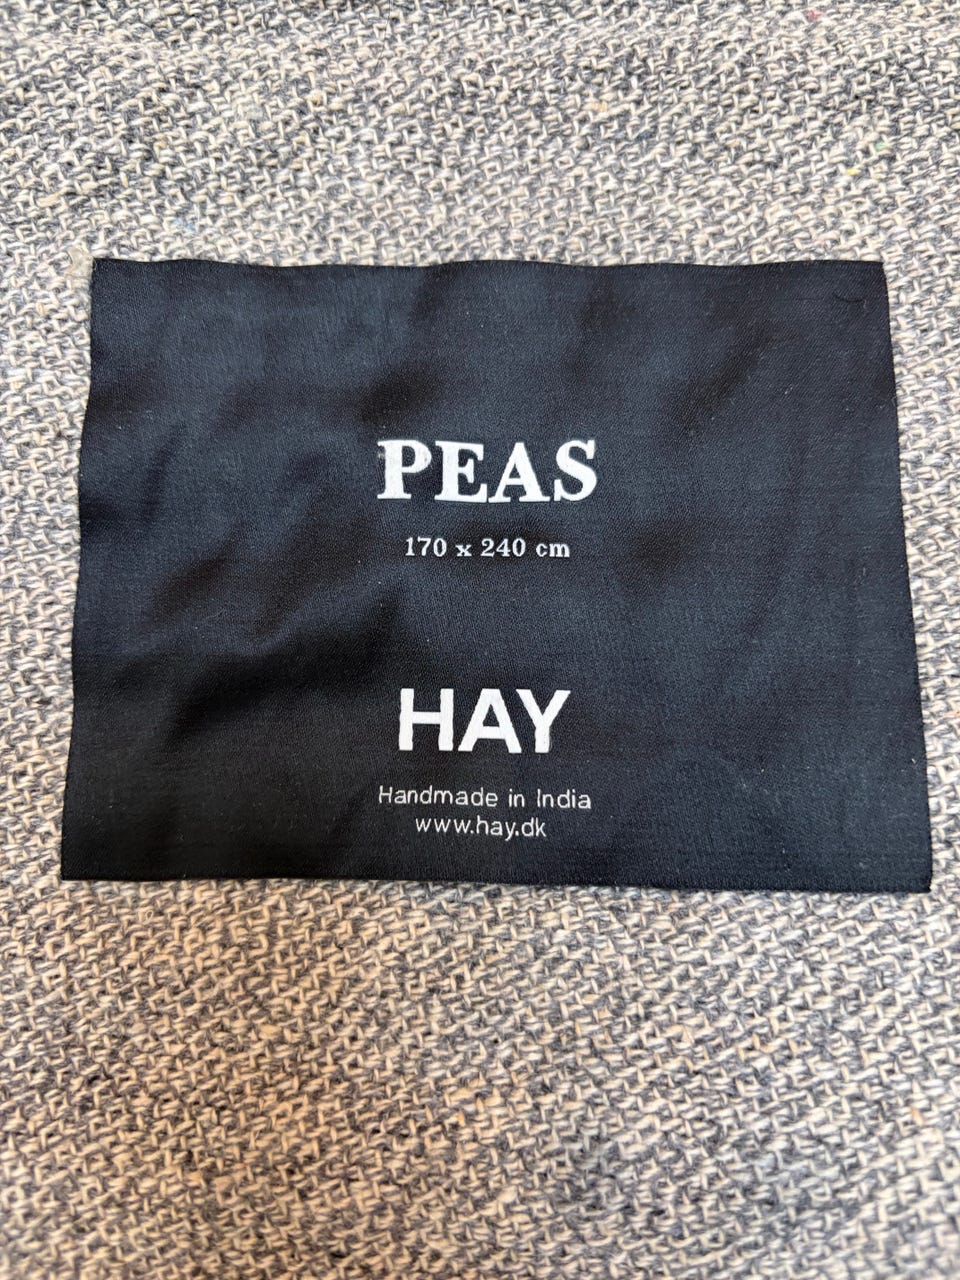 PEAS
170 x 240 cm
HAY
Handmade in India
www.hay.dk